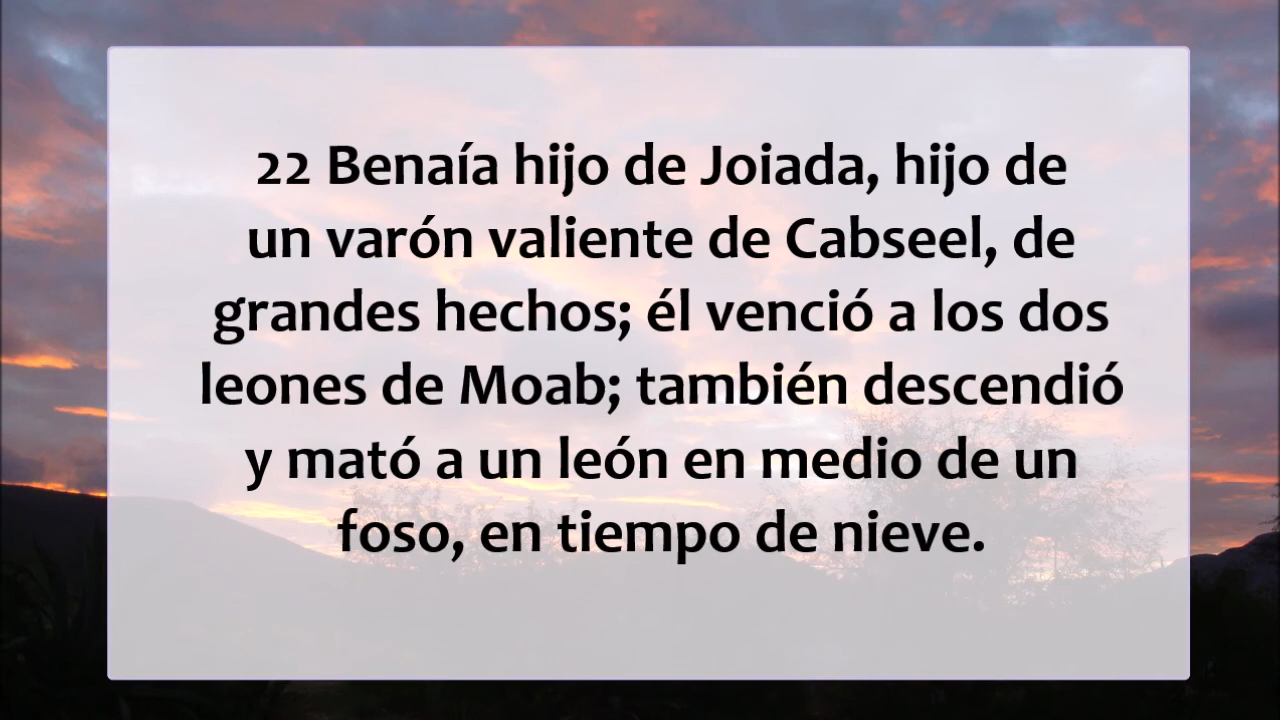 22 Benaía hijo de Joiada, hijo de
un varón valiente de Cabseel, de
grandes hechos; él venció a los dos
leones de Moab; también descendió
y mató a un león en medio de un
foso, en tiempo de nieve.